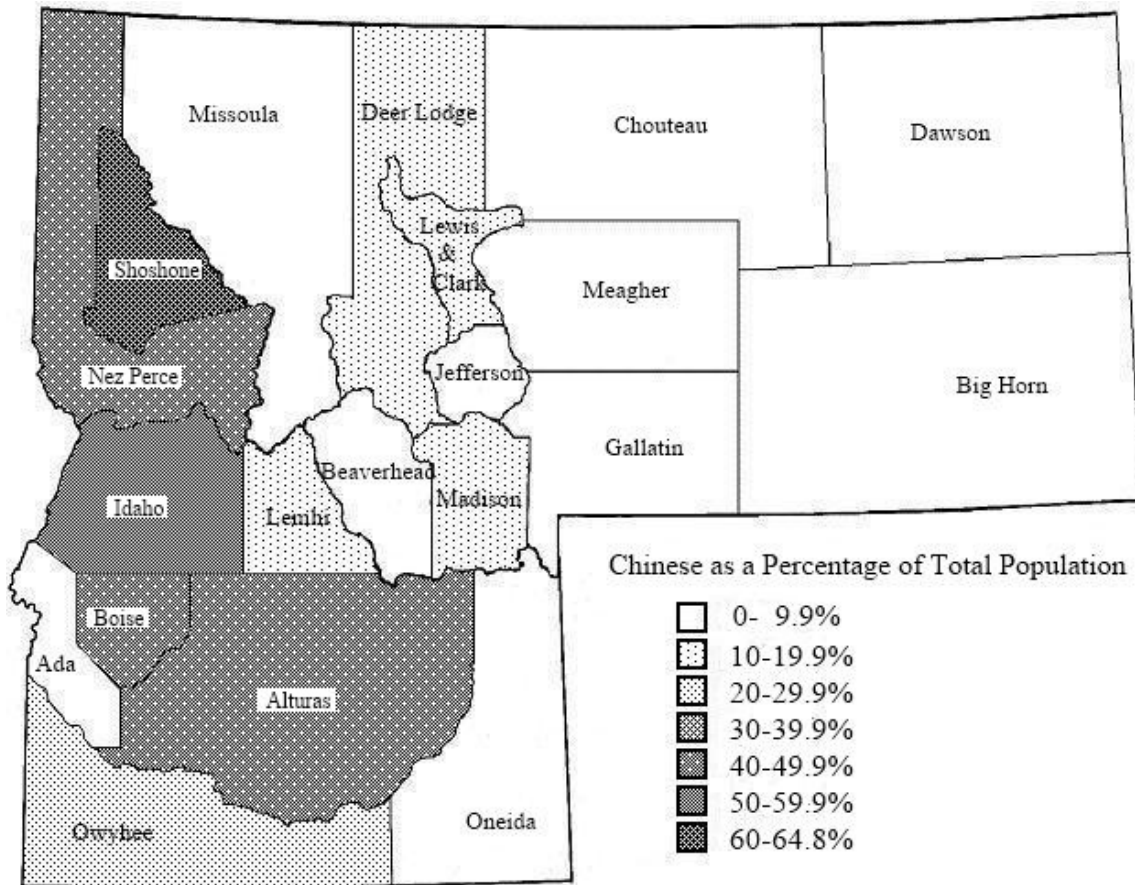 Missoula
Deer Lodge
Chouteau
Dawson
Lewis
&
Clark
Shoshone
Meagher
Nez Perce
Jefferson
Big Horn
Gallatin
Beaverhead
Idaho
Lemhi
Madison
Chinese as a Percentage of Total Population
0- 9.9%
10-19.9%
20-29.9%
30-39.9%
40-49.9%
50-59.9%
60-64.8%
Boise
Ada
Alturas
Owyhee
Oneida